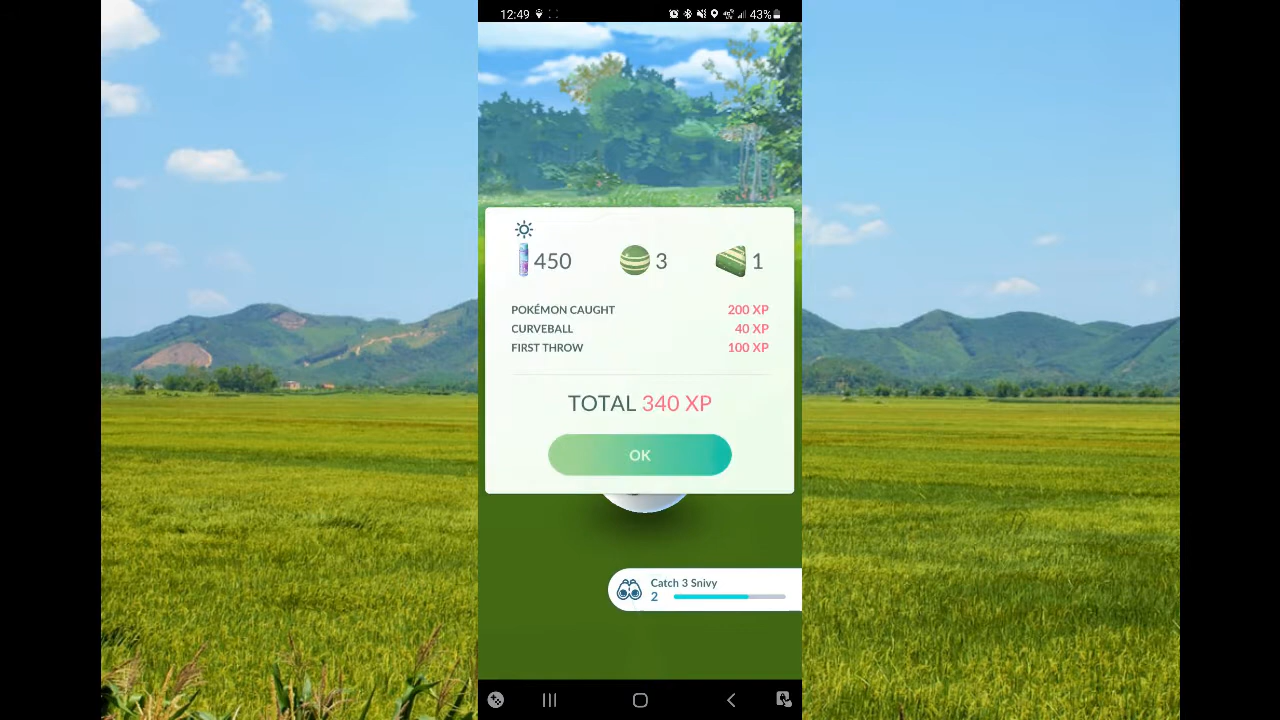 12:49 43%
450 3 1
POKÉMON CAUGHT 200 XP
CURVEBALL 40 XP
FIRST THROW 100 XP
TOTAL 340 XP
OK
Catch 3 Snivy
2